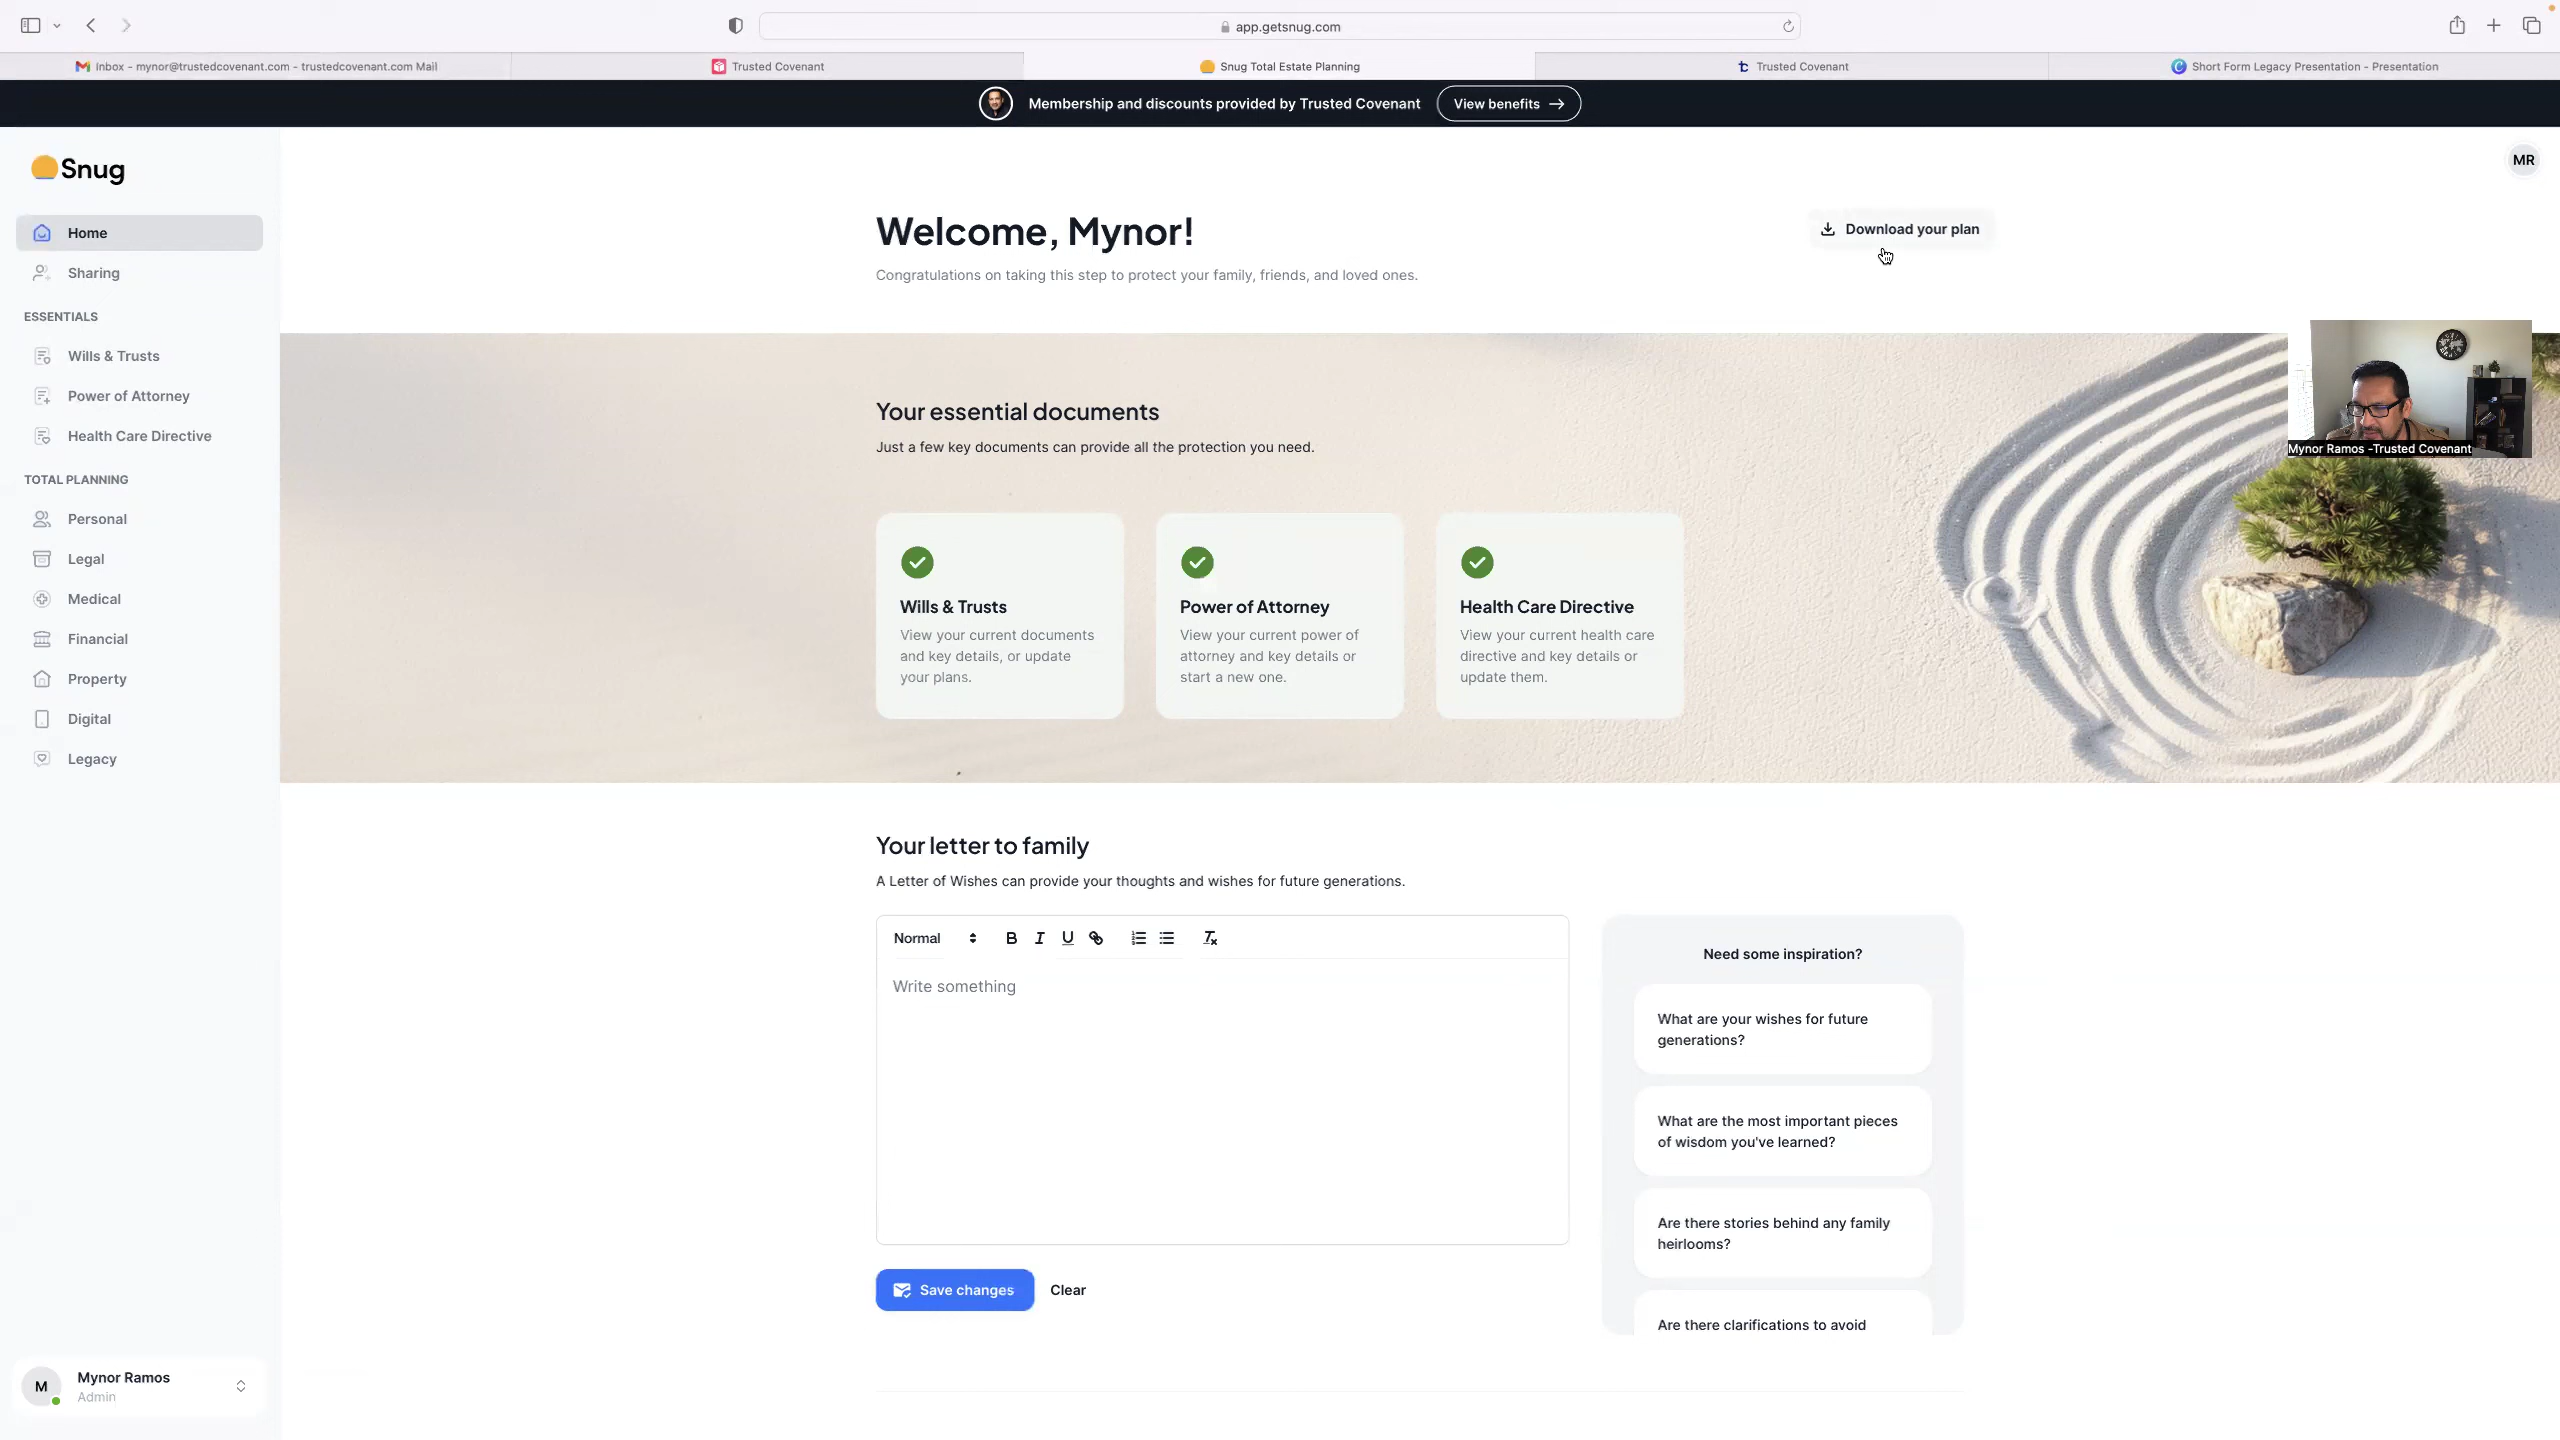 app.getsnug.com
Inbox - mynor@trustedcovenant.com - trustedcovenant.com Mail
Trusted Covenant
Snug Total Estate Planning
Trusted Covenant
Short Form Legacy Presentation - Presentation
Membership and discounts provided by Trusted Covenant
View benefits
Snug
MR
Home
Sharing
ESSENTIALS
Wills & Trusts
Power of Attorney
Health Care Directive
TOTAL PLANNING
Personal
Legal
Medical
Financial
Property
Digital
Legacy
M
Mynor Ramos
Admin
Welcome, Mynor!
Download your plan
Congratulations on taking this step to protect your family, friends, and loved ones.
Mynor Ramos -Trusted Covenant
Your essential documents
Just a few key documents can provide all the protection you need.
Wills & Trusts
View your current documents
and key details, or update
your plans.
Power of Attorney
View your current power of
attorney and key details or
start a new one.
Health Care Directive
View your current health care
directive and key details or
update them.
Your letter to family
A Letter of Wishes can provide your thoughts and wishes for future generations.
Normal
Write something
Save changes
Clear
Need some inspiration?
What are your wishes for future
generations?
What are the most important pieces
of wisdom you've learned?
Are there stories behind any family
heirlooms?
Are there clarifications to avoid